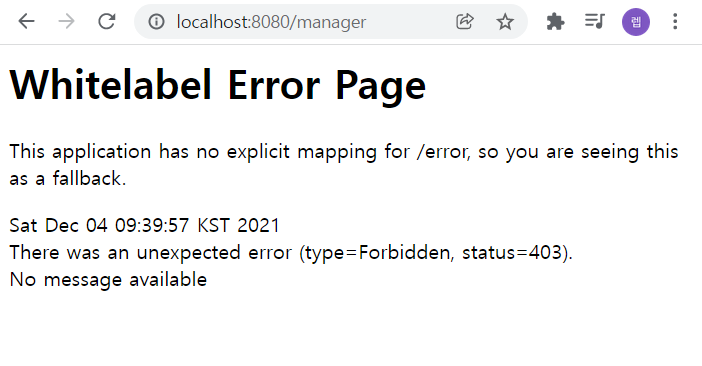 localhost:8080/manager
렙
Whitelabel Error Page
This application has no explicit mapping for /error, so you are seeing this
as a fallback.
Sat Dec 04 09:39:57 KST 2021
There was an unexpected error (type=Forbidden, status=403).
No message available